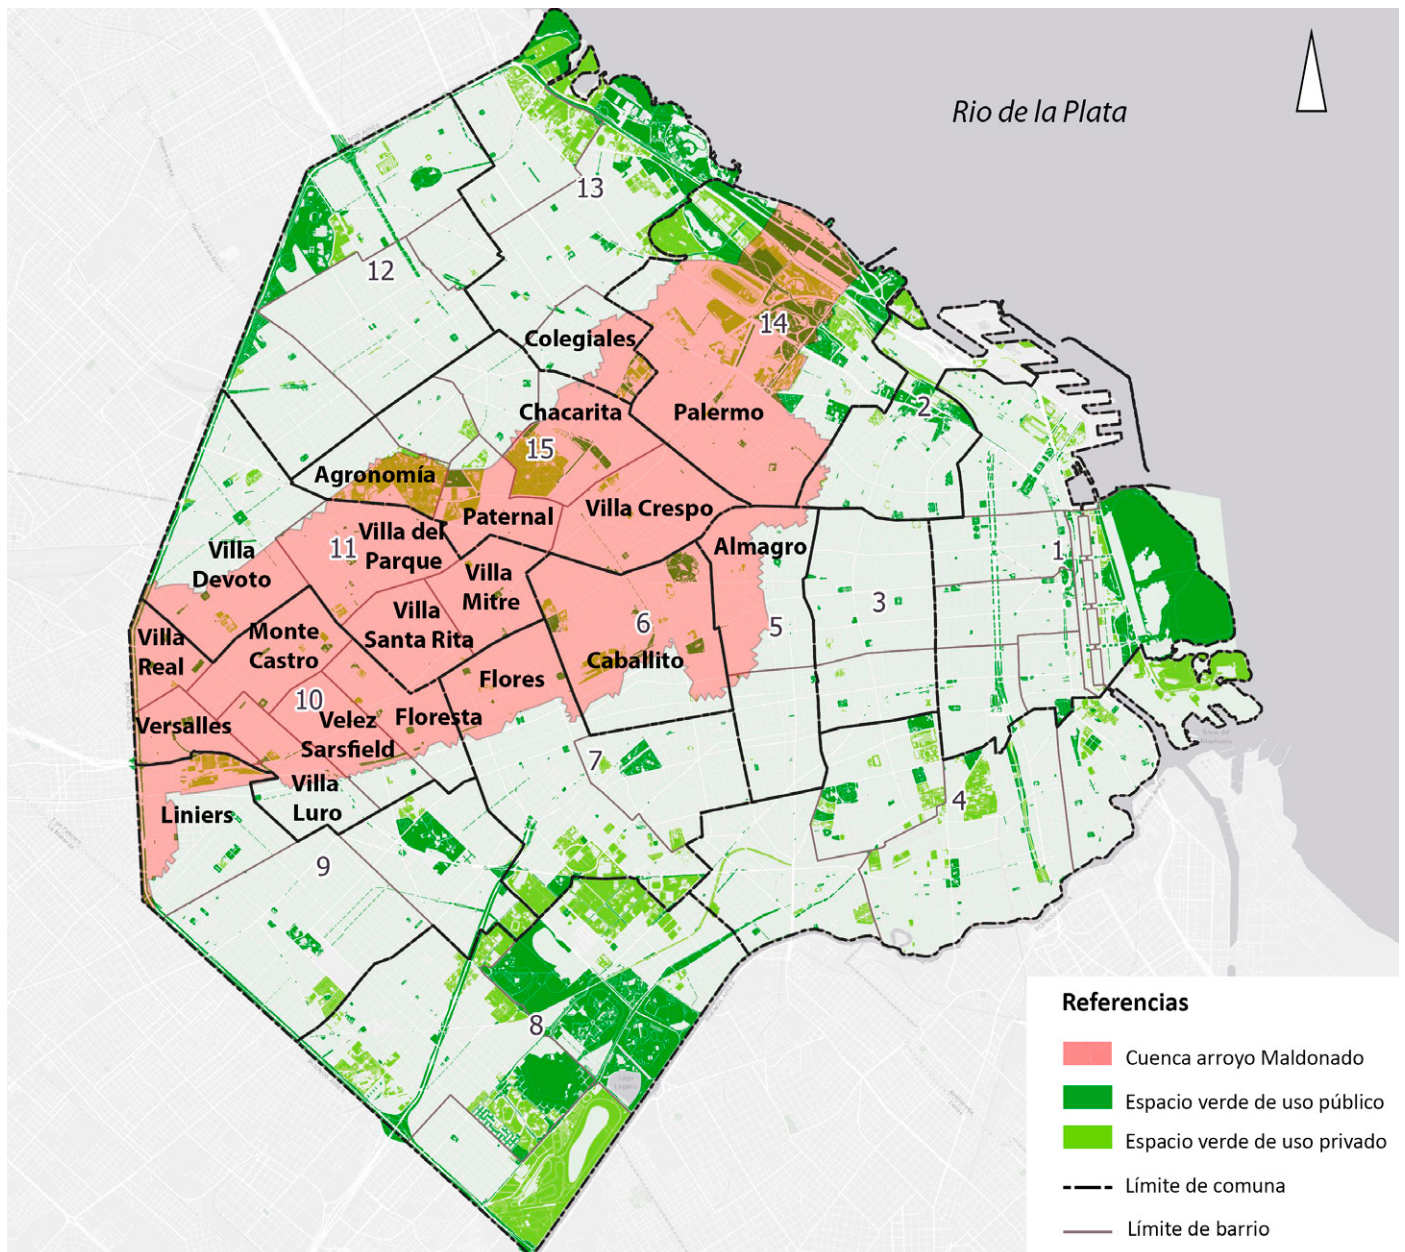 Rio de la Plata
13
12
14
Colegiales
2
Chacarita
Palermo
15
Agronomía
Villa Crespo
Paternal
Villa del
Parque
11
Almagro
1
Villa
Devoto
Villa
Mitre
3
Villa
Santa Rita
6
5
Monte
Castro
Villa
Real
Caballito
Flores
10
Versalles
Velez
Sarsfield
Floresta
7
Villa
Luro
Liniers
4
9
8
Referencias
Cuenca arroyo Maldonado
Espacio verde de uso público
Espacio verde de uso privado
Límite de comuna
Límite de barrio